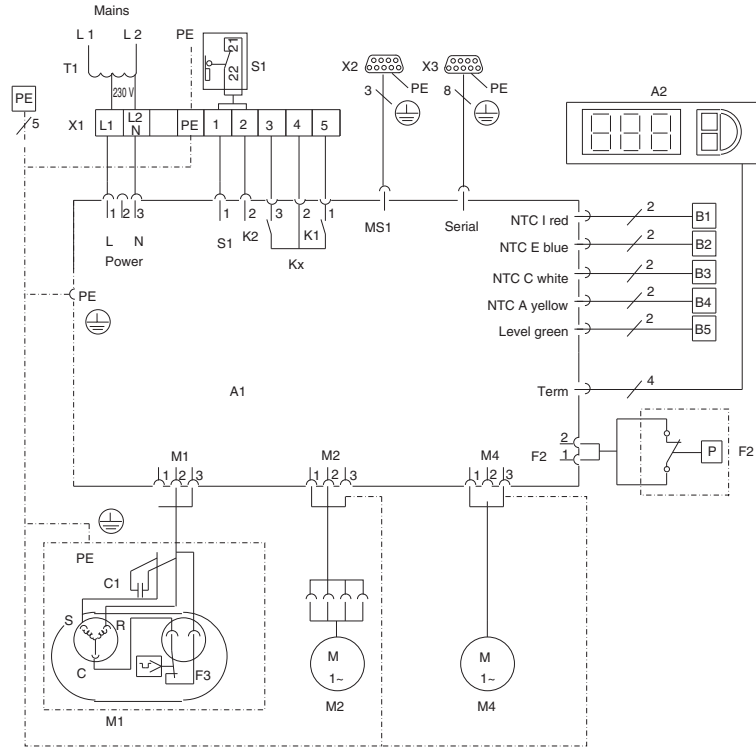 Mains
L 1 L 2 PE
T1
230 V
21
22
S1
X2
3
PE
X3
8
PE
A2
PE
5
X1 L1 L2 N PE 1 2 3 4 5
1 2 3 1 2 3 2 1
L N
Power
S1
K2
K1
Kx
MS1
Serial
NTC I red 2 B1
NTC E blue 2 B2
NTC C white 2 B3
NTC A yellow 2 B4
Level green 2 B5
PE
A1
Term 4
2
1
F2
P
F2
M1
1 2 3
M2
1 2 3
M4
1 2 3
PE
C1
S
R
C
F3
M1
M
1~
M2
M
1~
M4